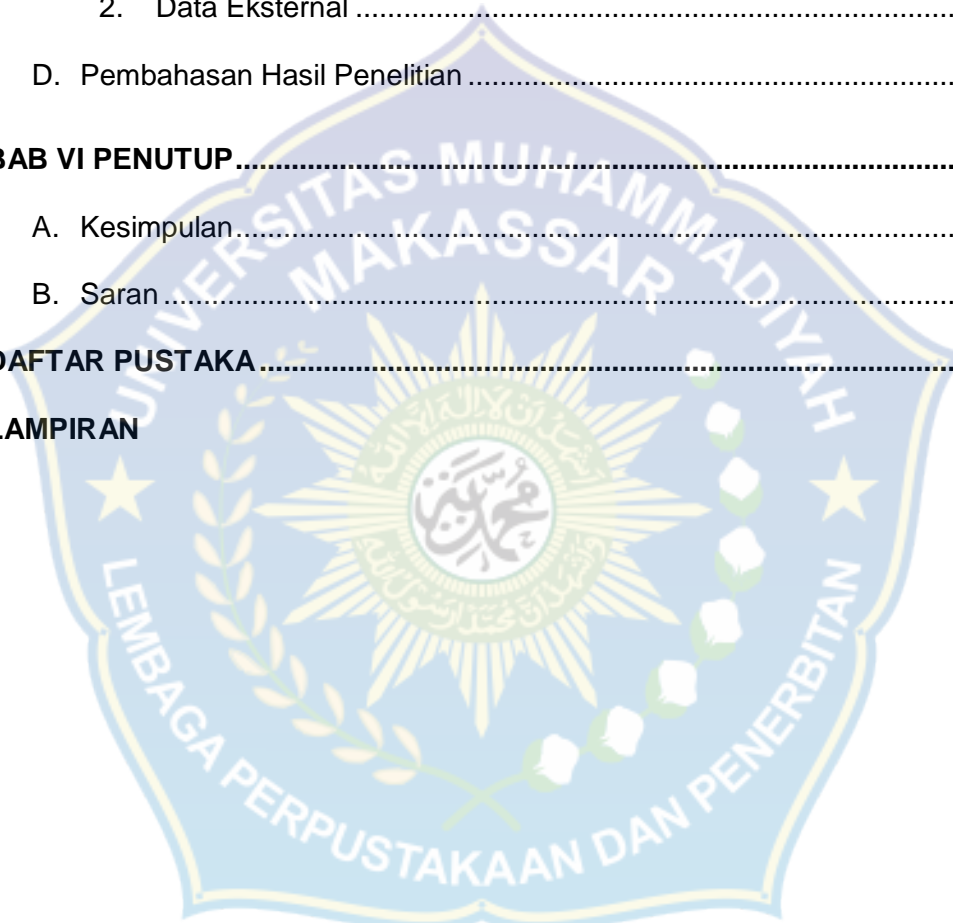 2. Data Eksternal ..........................................................................
D. Pembahasan Hasil Penelitian ............................................................
BAB VI PENUTUP..........................................................................................
A. Kesimpulan..........................................................................................
B. Saran ..................................................................................................
DAFTAR PUSTAKA ......................................................................................
LAMPIRAN
UNIVERSITAS MUHAMMADIYAH
MAKASSAR
محمدية
LEMBAGA PERPUSTAKAAN DAN PENERBITAN